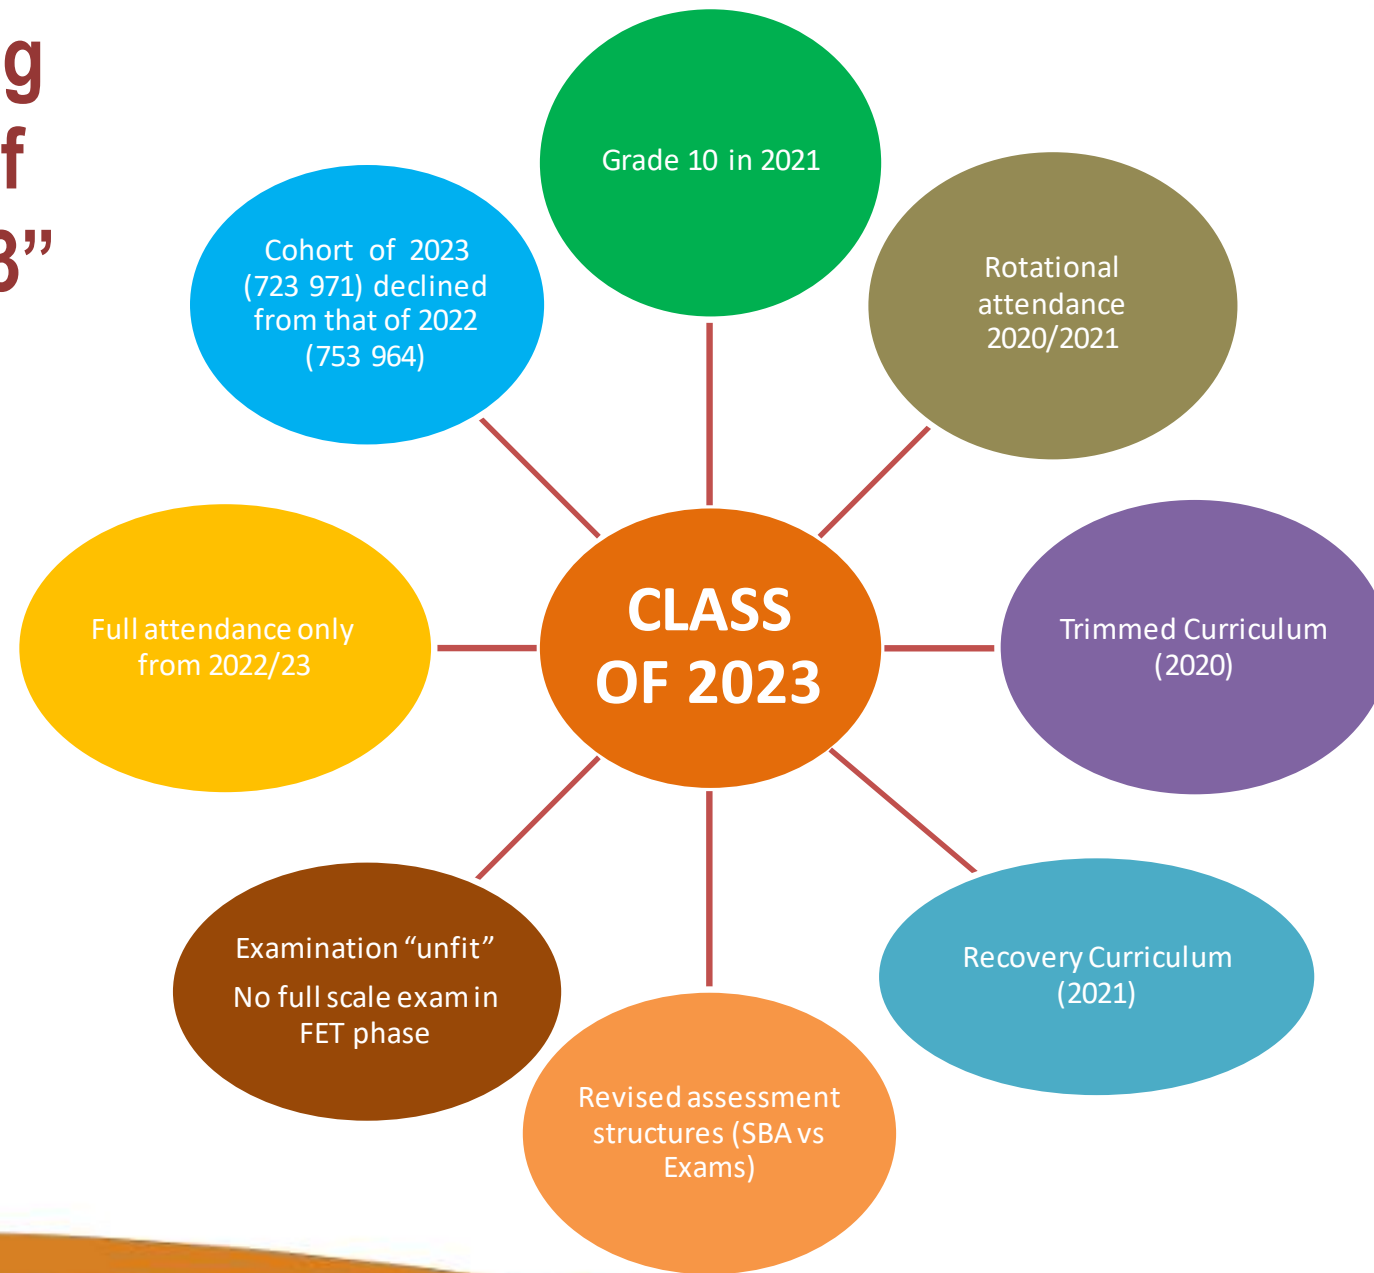 g
f
3”
Grade 10 in 2021
Rotational
attendance
2020/2021
Trimmed Curriculum
(2020)
Recovery Curriculum
(2021)
Revised assessment
structures (SBA vs
Exams)
Examination “unfit”
No full scale exam in
FET phase
Full attendance only
from 2022/23
Cohort of 2023
(723 971) declined
from that of 2022
(753 964)
CLASS
OF 2023